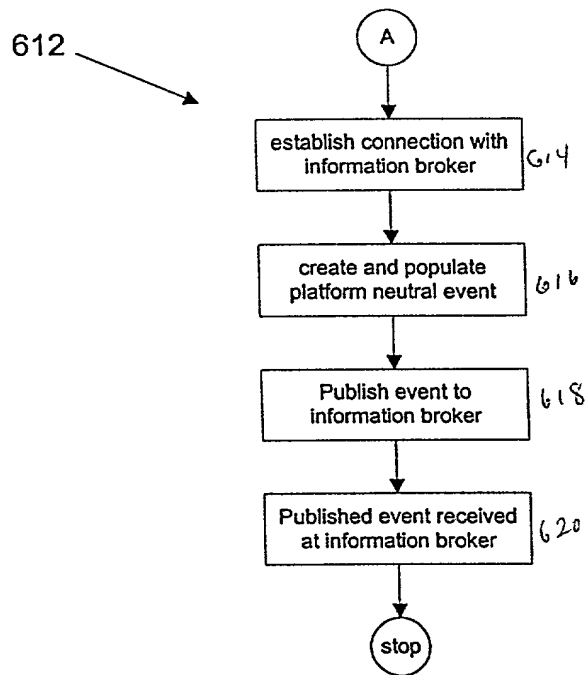 612
A
establish connection with
information broker
614
create and populate
platform neutral event
616
Publish event to
information broker
618
Published event received
at information broker
620
stop